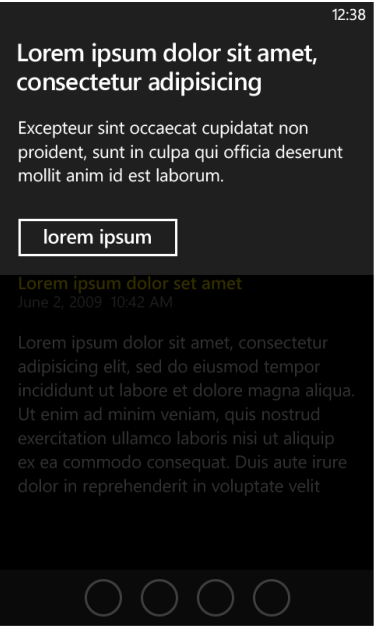 12:38
Lorem ipsum dolor sit amet,
consectetur adipisicing
Excepteur sint occaecat cupidatat non
proident, sunt in culpa qui officia deserunt
mollit anim id est laborum.
lorem ipsum
Lorem ipsum dolor set amet
June 2, 2009 10:42 AM
Lorem ipsum dolor sit amet, consectetur
adipisicing elit, sed do eiusmod tempor
incididunt ut labore et dolore magna aliqua.
Ut enim ad minim veniam, quis nostrud
exercitation ullamco laboris nisi ut aliquip
ex ea commodo consequat. Duis aute irure
dolor in reprehenderit in voluptate velit